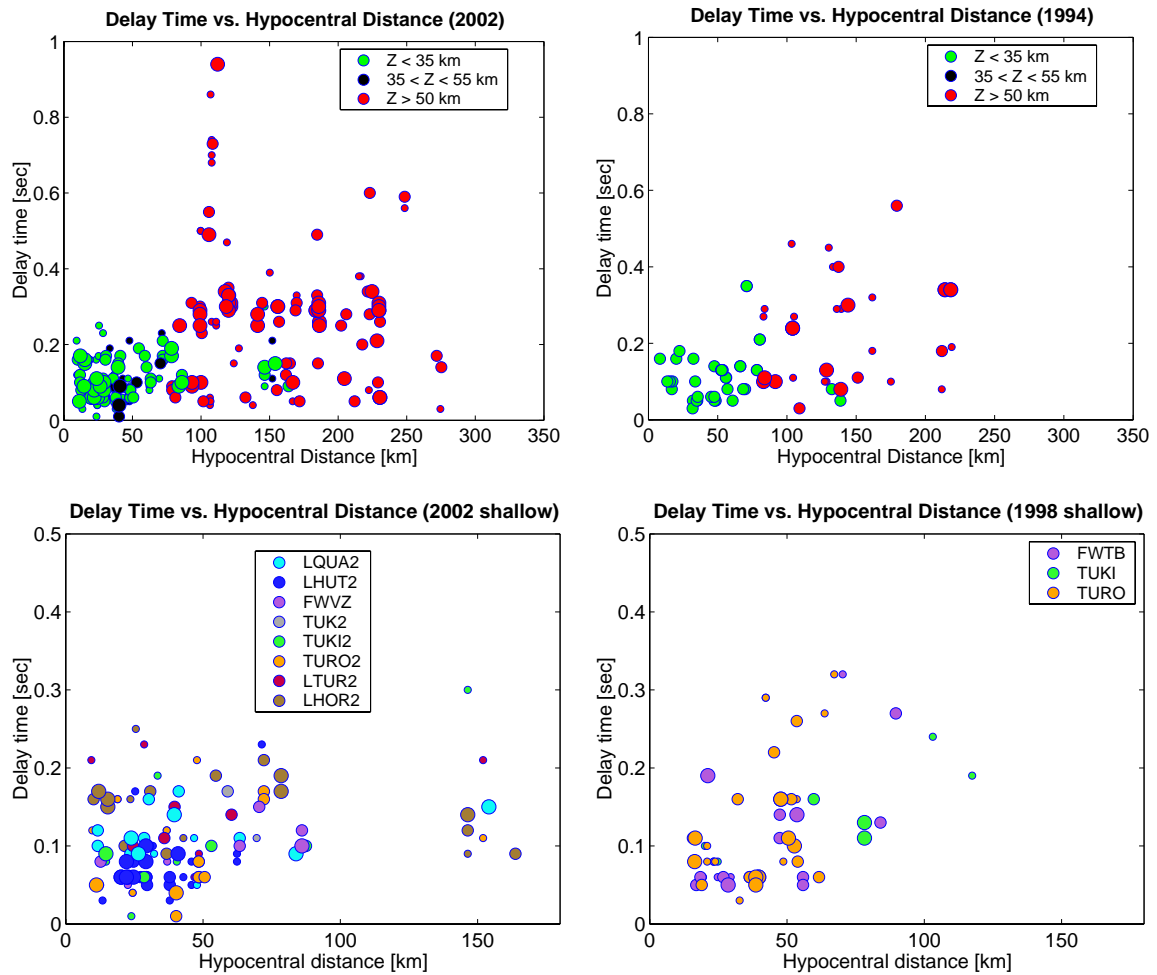 Delay Time vs. Hypocentral Distance (2002)
1
0.8
0.6
0.4
0.2
0
0 50 100 150 200 250 300 350
Delay time [sec]
Hypocentral Distance [km]
Z < 35 km
35 < Z < 55 km
Z > 50 km
Delay Time vs. Hypocentral Distance (1994)
1
0.8
0.6
0.4
0.2
0
0 50 100 150 200 250 300 350
Delay time [sec]
Hypocentral Distance [km]
Z < 35 km
35 < Z < 55 km
Z > 50 km
Delay Time vs. Hypocentral Distance (2002 shallow)
0.5
0.4
0.3
0.2
0.1
0
0 50 100 150
Delay time [sec]
Hypocentral distance [km]
LQUA2
LHUT2
FWVZ
TUK2
TUKI2
TURO2
LTUR2
LHOR2
Delay Time vs. Hypocentral Distance (1998 shallow)
0.5
0.4
0.3
0.2
0.1
0
0 50 100 150
Delay time [sec]
Hypocentral distance [km]
FWTB
TUKI
TURO